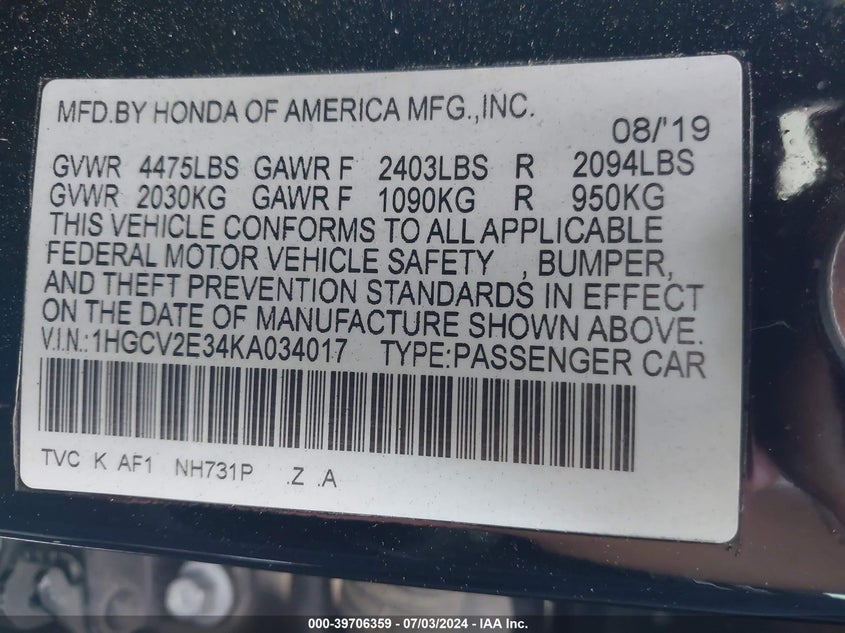 MFD.BY HONDA OF AMERICA MFG.,INC.
08/'19
GVWR 4475LBS GAWR F 2403LBS R 2094LBS
GVWR 2030KG GAWR F 1090KG R 950KG
THIS VEHICLE CONFORMS TO ALL APPLICABLE
FEDERAL MOTOR VEHICLE SAFETY , BUMPER,
AND THEFT PREVENTION STANDARDS IN EFFECT
ON THE DATE OF MANUFACTURE SHOWN ABOVE.
V.I.N.:1HGCV2E34KA034017 TYPE:PASSENGER CAR
TVC K AF1 NH731P .Z .A
000-39706359 - 07/03/2024 - IAA Inc.